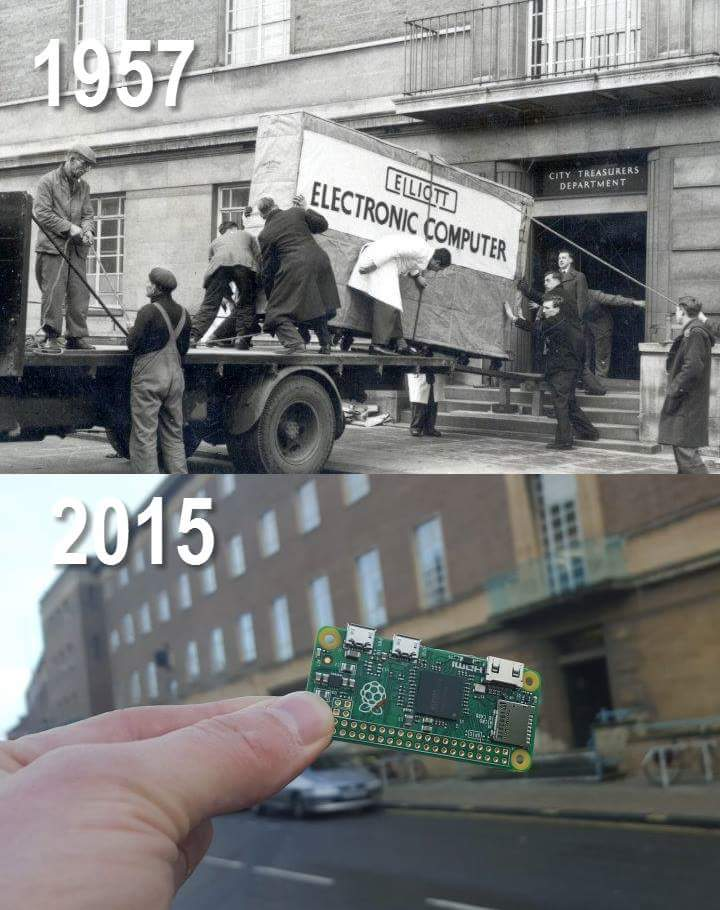 1957
CITY TREASURERS
DEPARTMENT
ELLIOTT
ELECTRONIC COMPUTER
2015